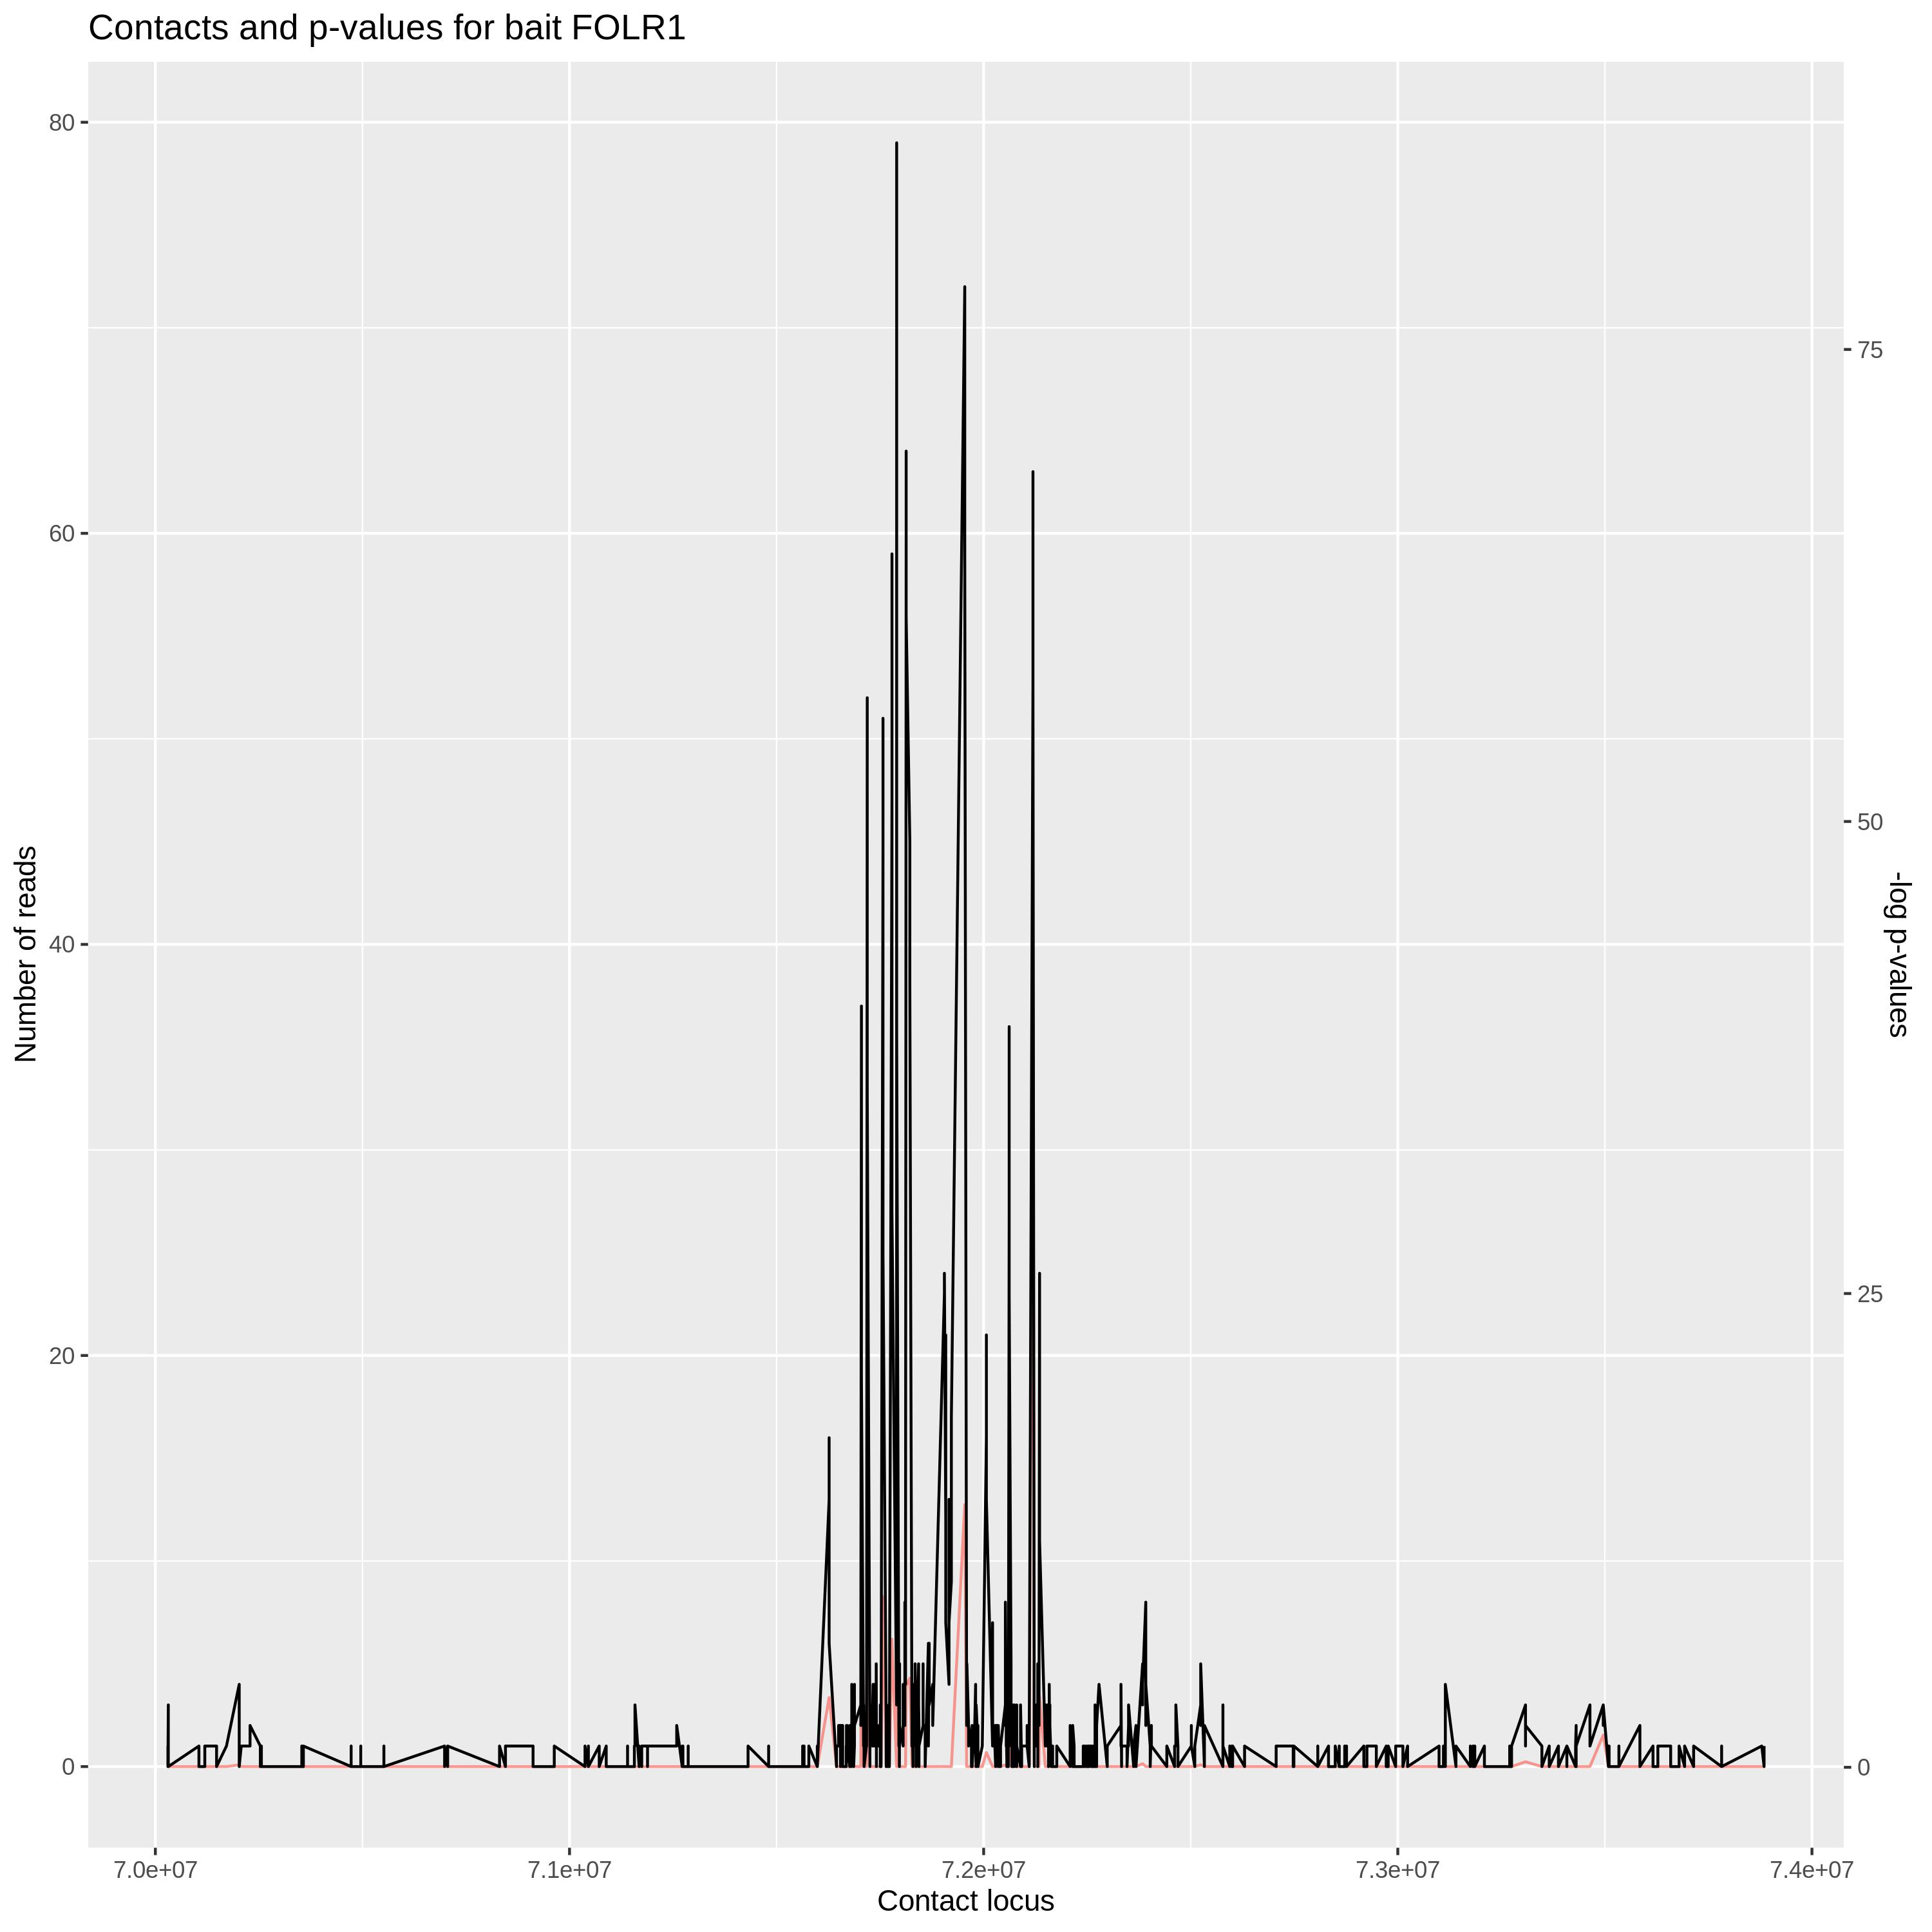 Contacts and p-values for bait FOLR1
Number of reads
80
60
40
20
0
75
50
25
0
-log p-values
7.0e+07 7.1e+07 7.2e+07 7.3e+07 7.4e+07
Contact locus